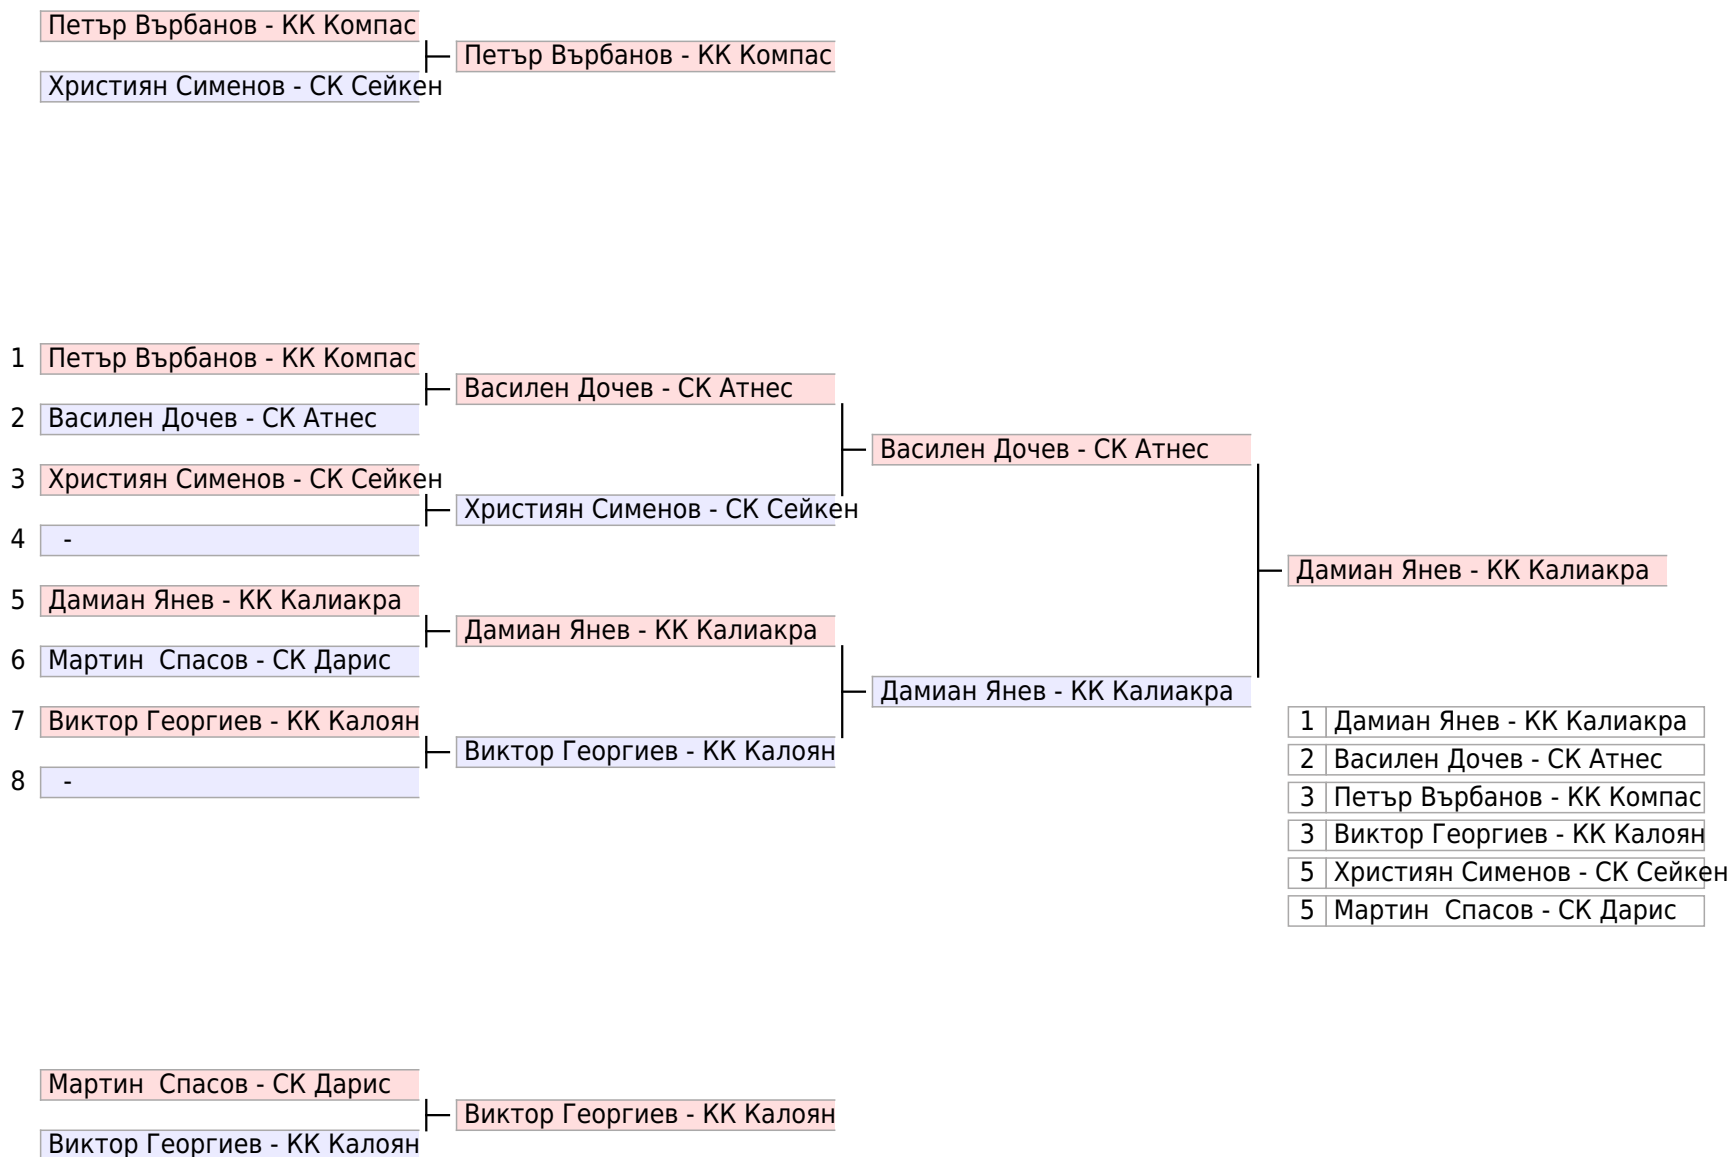 Петър Върбанов - КК Компас
Петър Върбанов - КК Компас
Християн Сименов - СК Сейкен
1 Петър Върбанов - КК Компас
Василен Дочев - СК Атнес
2 Василен Дочев - СК Атнес
Василен Дочев - СК Атнес
3 Християн Сименов - СК Сейкен
Християн Сименов - СК Сейкен
4 -
Дамиан Янев - КК Калиакра
5 Дамиан Янев - КК Калиакра
Дамиан Янев - КК Калиакра
6 Мартин  Спасов - СК Дарис
Дамиан Янев - КК Калиакра
7 Виктор Георгиев - КК Калоян
Виктор Георгиев - КК Калоян
8 -
1 Дамиан Янев - КК Калиакра
2 Василен Дочев - СК Атнес
3 Петър Върбанов - КК Компас
3 Виктор Георгиев - КК Калоян
5 Християн Сименов - СК Сейкен
5 Мартин  Спасов - СК Дарис
Мартин  Спасов - СК Дарис
Виктор Георгиев - КК Калоян
Виктор Георгиев - КК Калоян